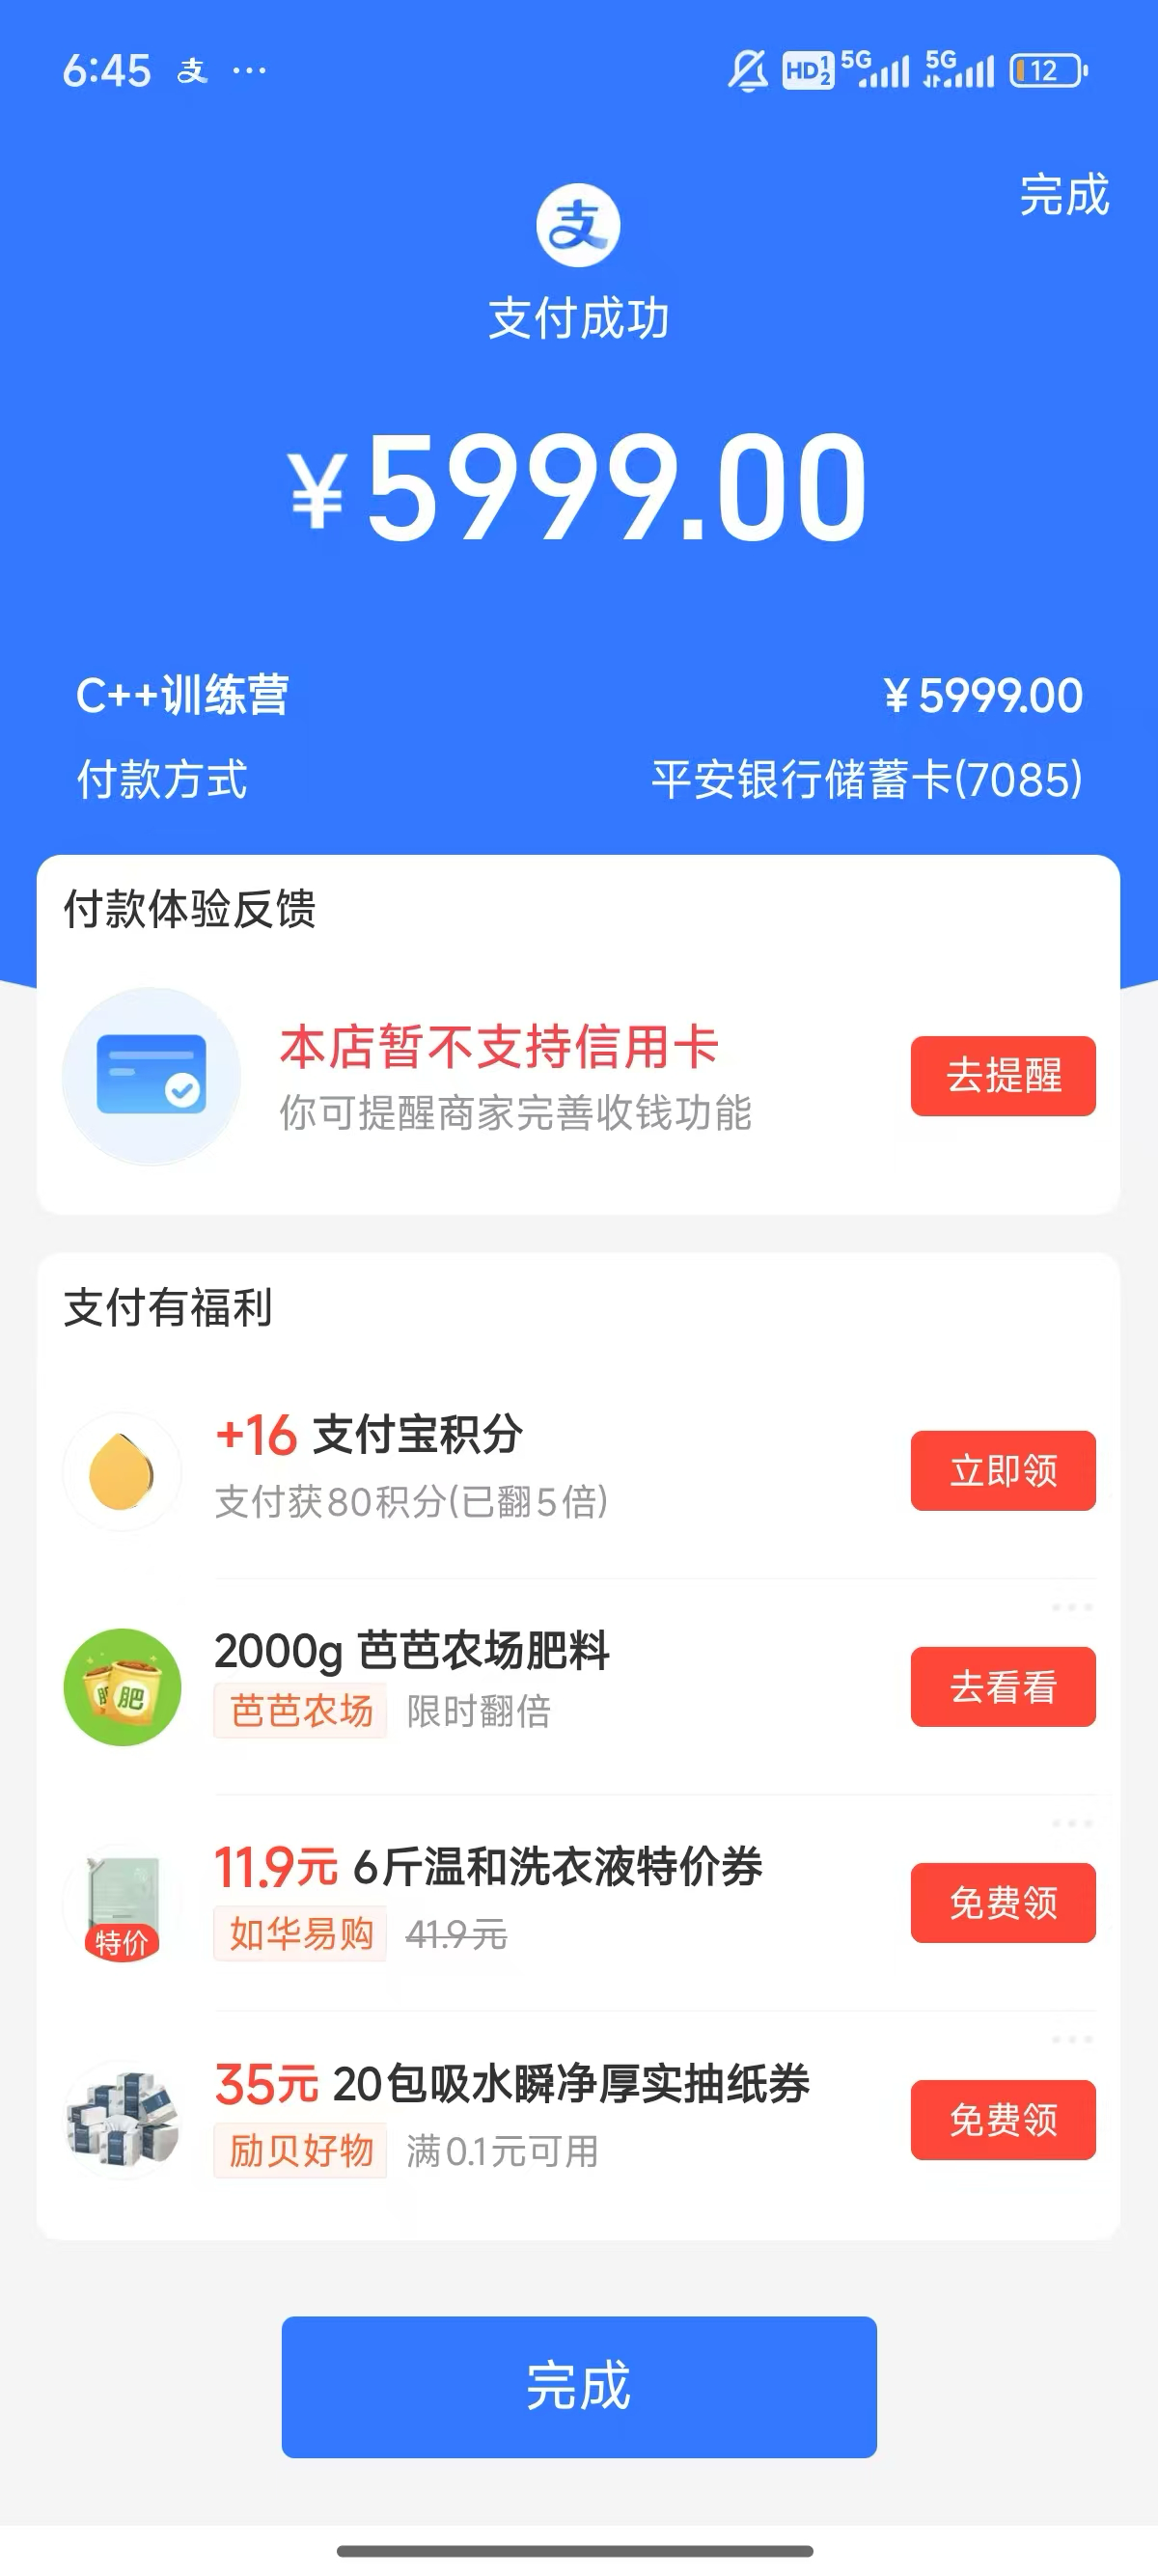 6:45 支 ...
HD 1 2 5G 5G 12
完成
支
支付成功
¥5999.00
C++训练营 ¥5999.00
付款方式 平安银行储蓄卡(7085)
付款体验反馈
本店暂不支持信用卡
你可提醒商家完善收钱功能
去提醒
支付有福利
+16 支付宝积分
支付获80积分(已翻5倍)
立即领
2000g 芭芭农场肥料
芭芭农场 限时翻倍
去看看
肥
11.9元 6斤温和洗衣液特价券
如华易购 41.9元
免费领
特价
35元 20包吸水瞬净厚实抽纸券
励贝好物 满0.1元可用
免费领
完成